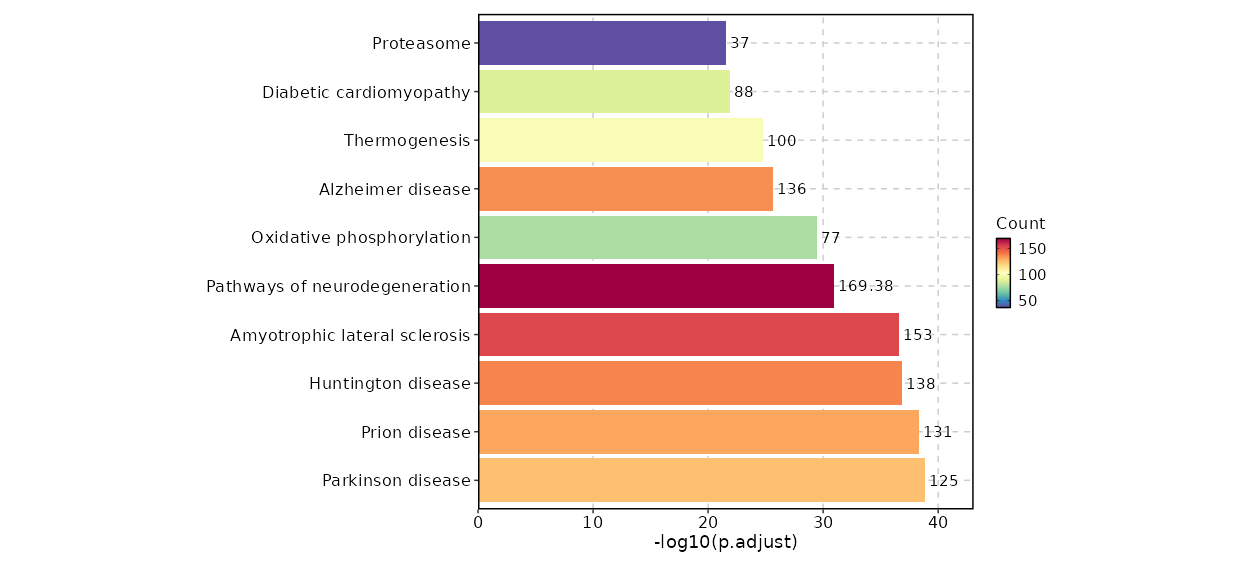 Proteasome 37
Diabetic cardiomyopathy 88
Thermogenesis 100
Alzheimer disease 136
Oxidative phosphorylation 77
Pathways of neurodegeneration 169.38
Amyotrophic lateral sclerosis 153
Huntington disease 138
Prion disease 131
Parkinson disease 125
0 10 20 30 40
-log10(p.adjust)
Count
150
100
50